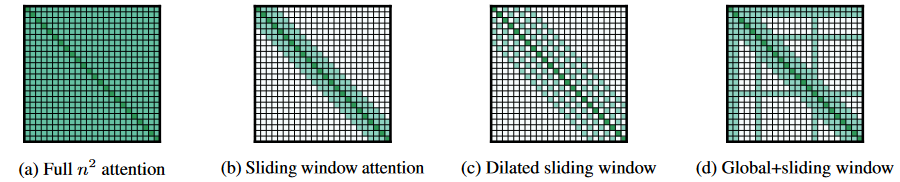 (a) Full n² attention
(b) Sliding window attention
(c) Dilated sliding window
(d) Global+sliding window